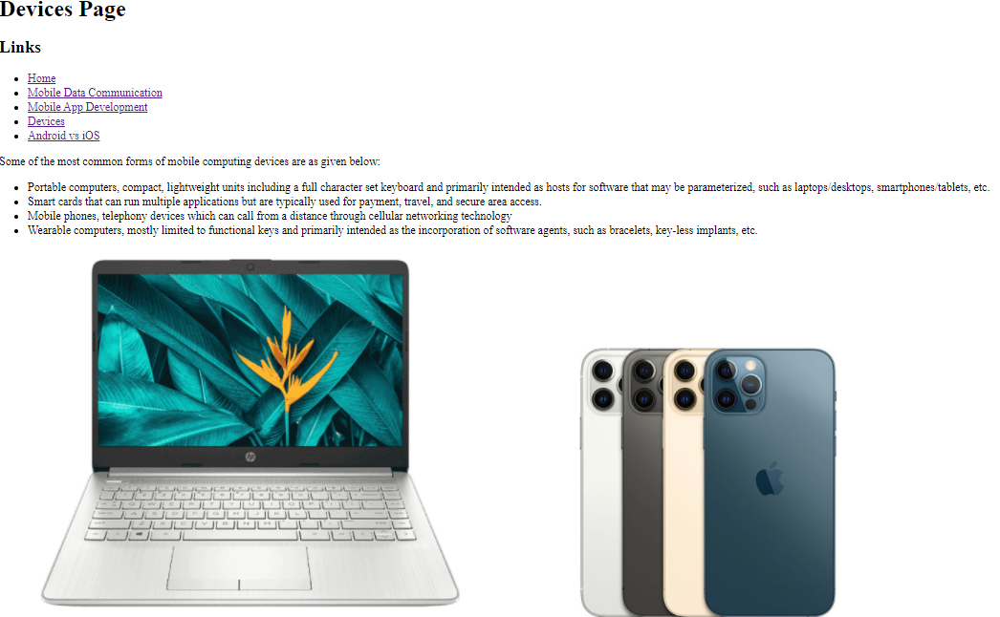 Devices Page
Links
Home
Mobile Data Communication
Mobile App Development
Devices
Android vs iOS
Some of the most common forms of mobile computing devices are as given below:
Portable computers, compact, lightweight units including a full character set keyboard and primarily intended as hosts for software that may be parameterized, such as laptops/desktops, smartphones/tablets, etc.
Smart cards that can run multiple applications but are typically used for payment, travel, and secure area access.
Mobile phones, telephony devices which can call from a distance through cellular networking technology
Wearable computers, mostly limited to functional keys and primarily intended as the incorporation of software agents, such as bracelets, key-less implants, etc.
hp